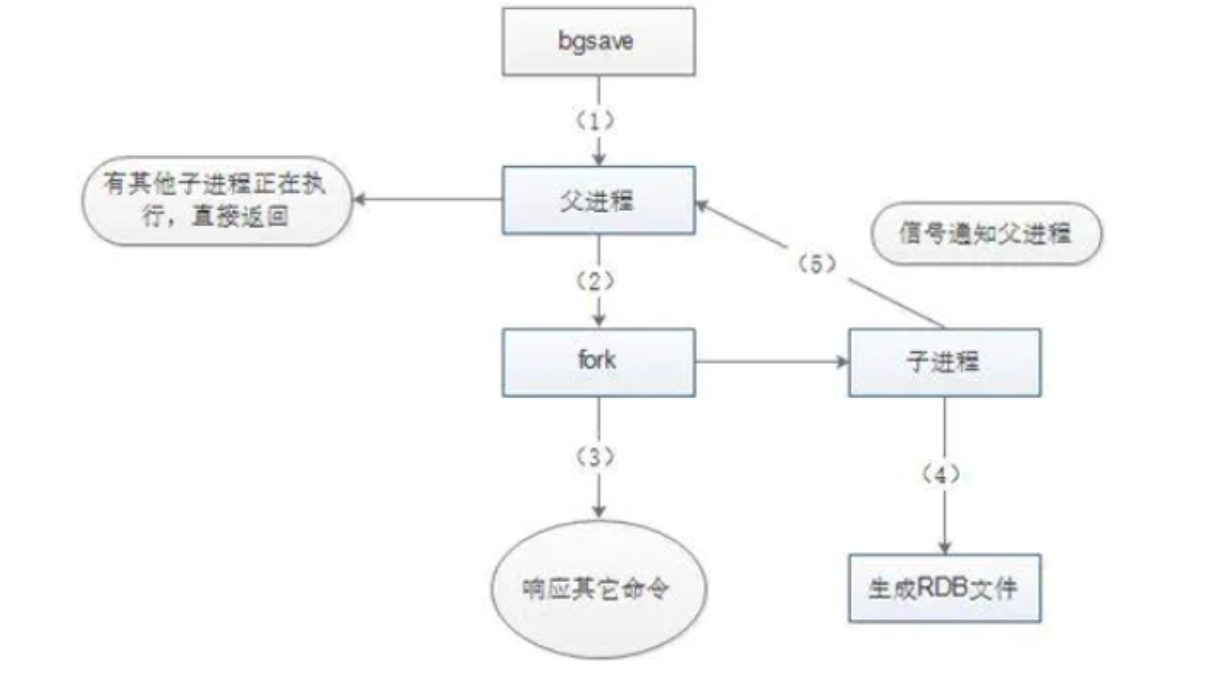 bgsave
（1）
有其他子进程正在执
行，直接返回
父进程
信号通知父进程
（5）
（2）
fork
子进程
（3）
（4）
响应其它命令
生成RDB文件